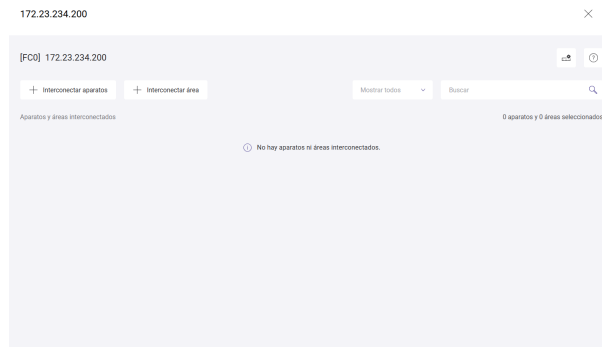 172.23.234.200
[FC0] 172.23.234.200
Interconectar aparatos Interconectar área Mostrar todos Buscar
Aparatos y áreas interconectados 0 aparatos y 0 áreas seleccionados
No hay aparatos ni áreas interconectados.